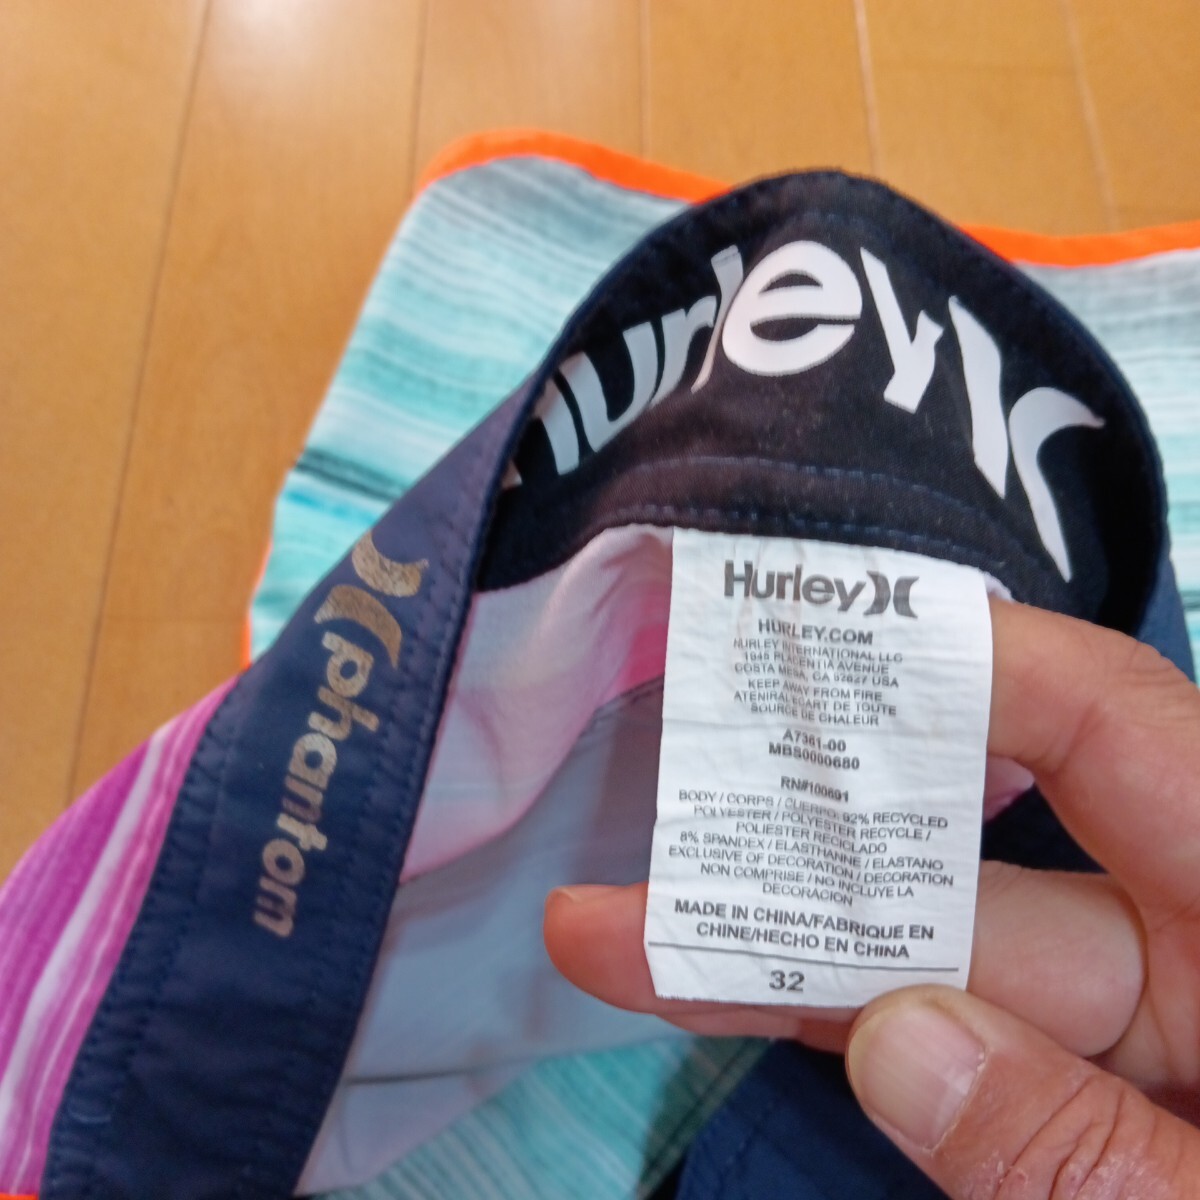 hurley
phantom
Hurley
HURLEY.COM
HURLEY INTERNATIONAL LLC
1945 PLACENTIA AVENUE
COSTA MESA, CA 92627 USA
KEEP AWAY FROM FIRE
ATENIR A L'ECART DE TOUTE
SOURCE DE CHALEUR
A7361-00
MBS0000680
RN#100691
BODY / CORPS / CUERPO: 92% RECYCLED
POLYESTER / POLYESTER RECYCLE /
POLIESTER RECICLADO
8% SPANDEX / ELASTHANNE / ELASTANO
EXCLUSIVE OF DECORATION / DECORATION
NON COMPRISE / NO INCLUYE LA
DECORACION
MADE IN CHINA/FABRIQUE EN
CHINE/HECHO EN CHINA
32